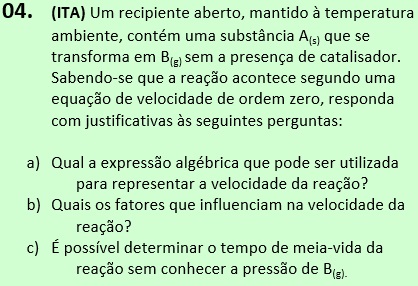 04. (ITA) Um recipiente aberto, mantido à temperatura
ambiente, contém uma substância A(s) que se
transforma em B(g) sem a presença de catalisador.
Sabendo-se que a reação acontece segundo uma
equação de velocidade de ordem zero, responda
com justificativas às seguintes perguntas:
a) Qual a expressão algébrica que pode ser utilizada
para representar a velocidade da reação?
b) Quais os fatores que influenciam na velocidade da
reação?
c) É possível determinar o tempo de meia-vida da
reação sem conhecer a pressão de B(g).